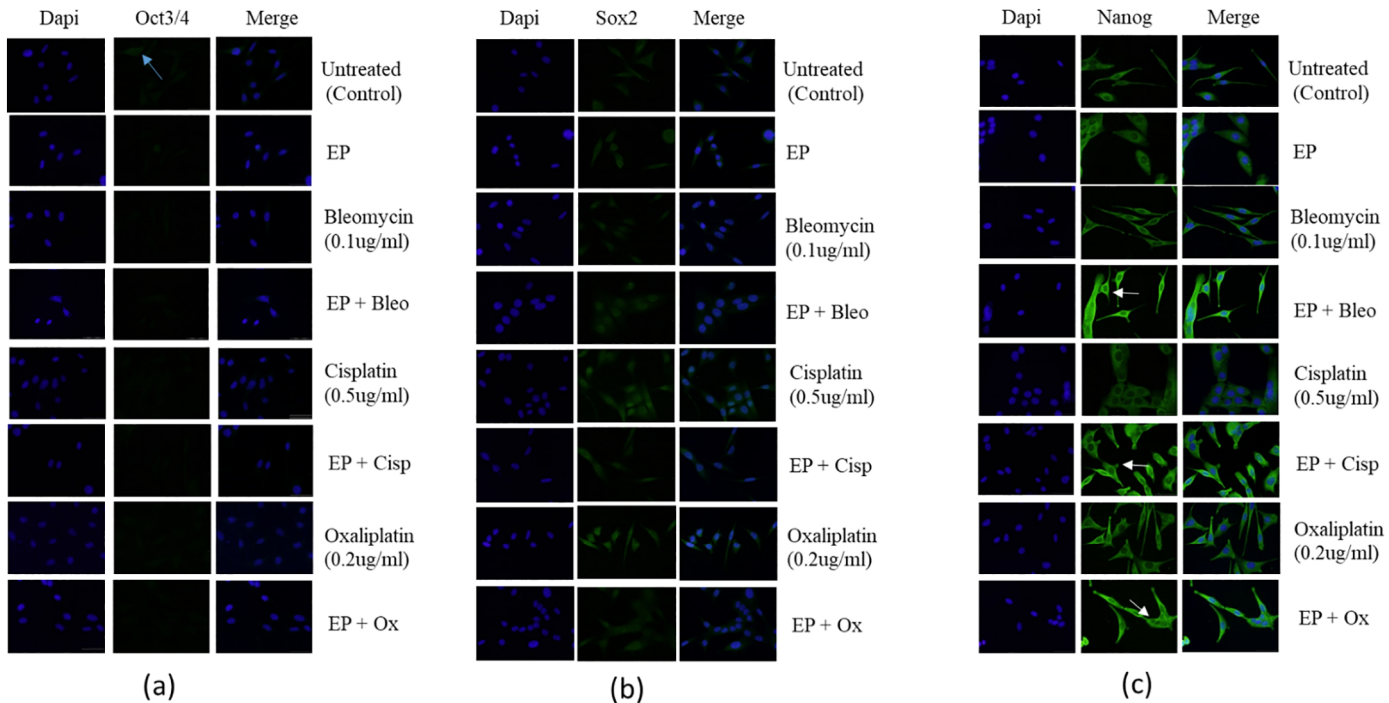 Dapi Oct3/4 Merge
Untreated
(Control)
EP
Bleomycin
(0.1ug/ml)
EP + Bleo
Cisplatin
(0.5ug/ml)
EP + Cisp
Oxaliplatin
(0.2ug/ml)
EP + Ox
(a)
Dapi Sox2 Merge
Untreated
(Control)
EP
Bleomycin
(0.1ug/ml)
EP + Bleo
Cisplatin
(0.5ug/ml)
EP + Cisp
Oxaliplatin
(0.2ug/ml)
EP + Ox
(b)
Dapi Nanog Merge
Untreated
(Control)
EP
Bleomycin
(0.1ug/ml)
EP + Bleo
Cisplatin
(0.5ug/ml)
EP + Cisp
Oxaliplatin
(0.2ug/ml)
EP + Ox
(c)